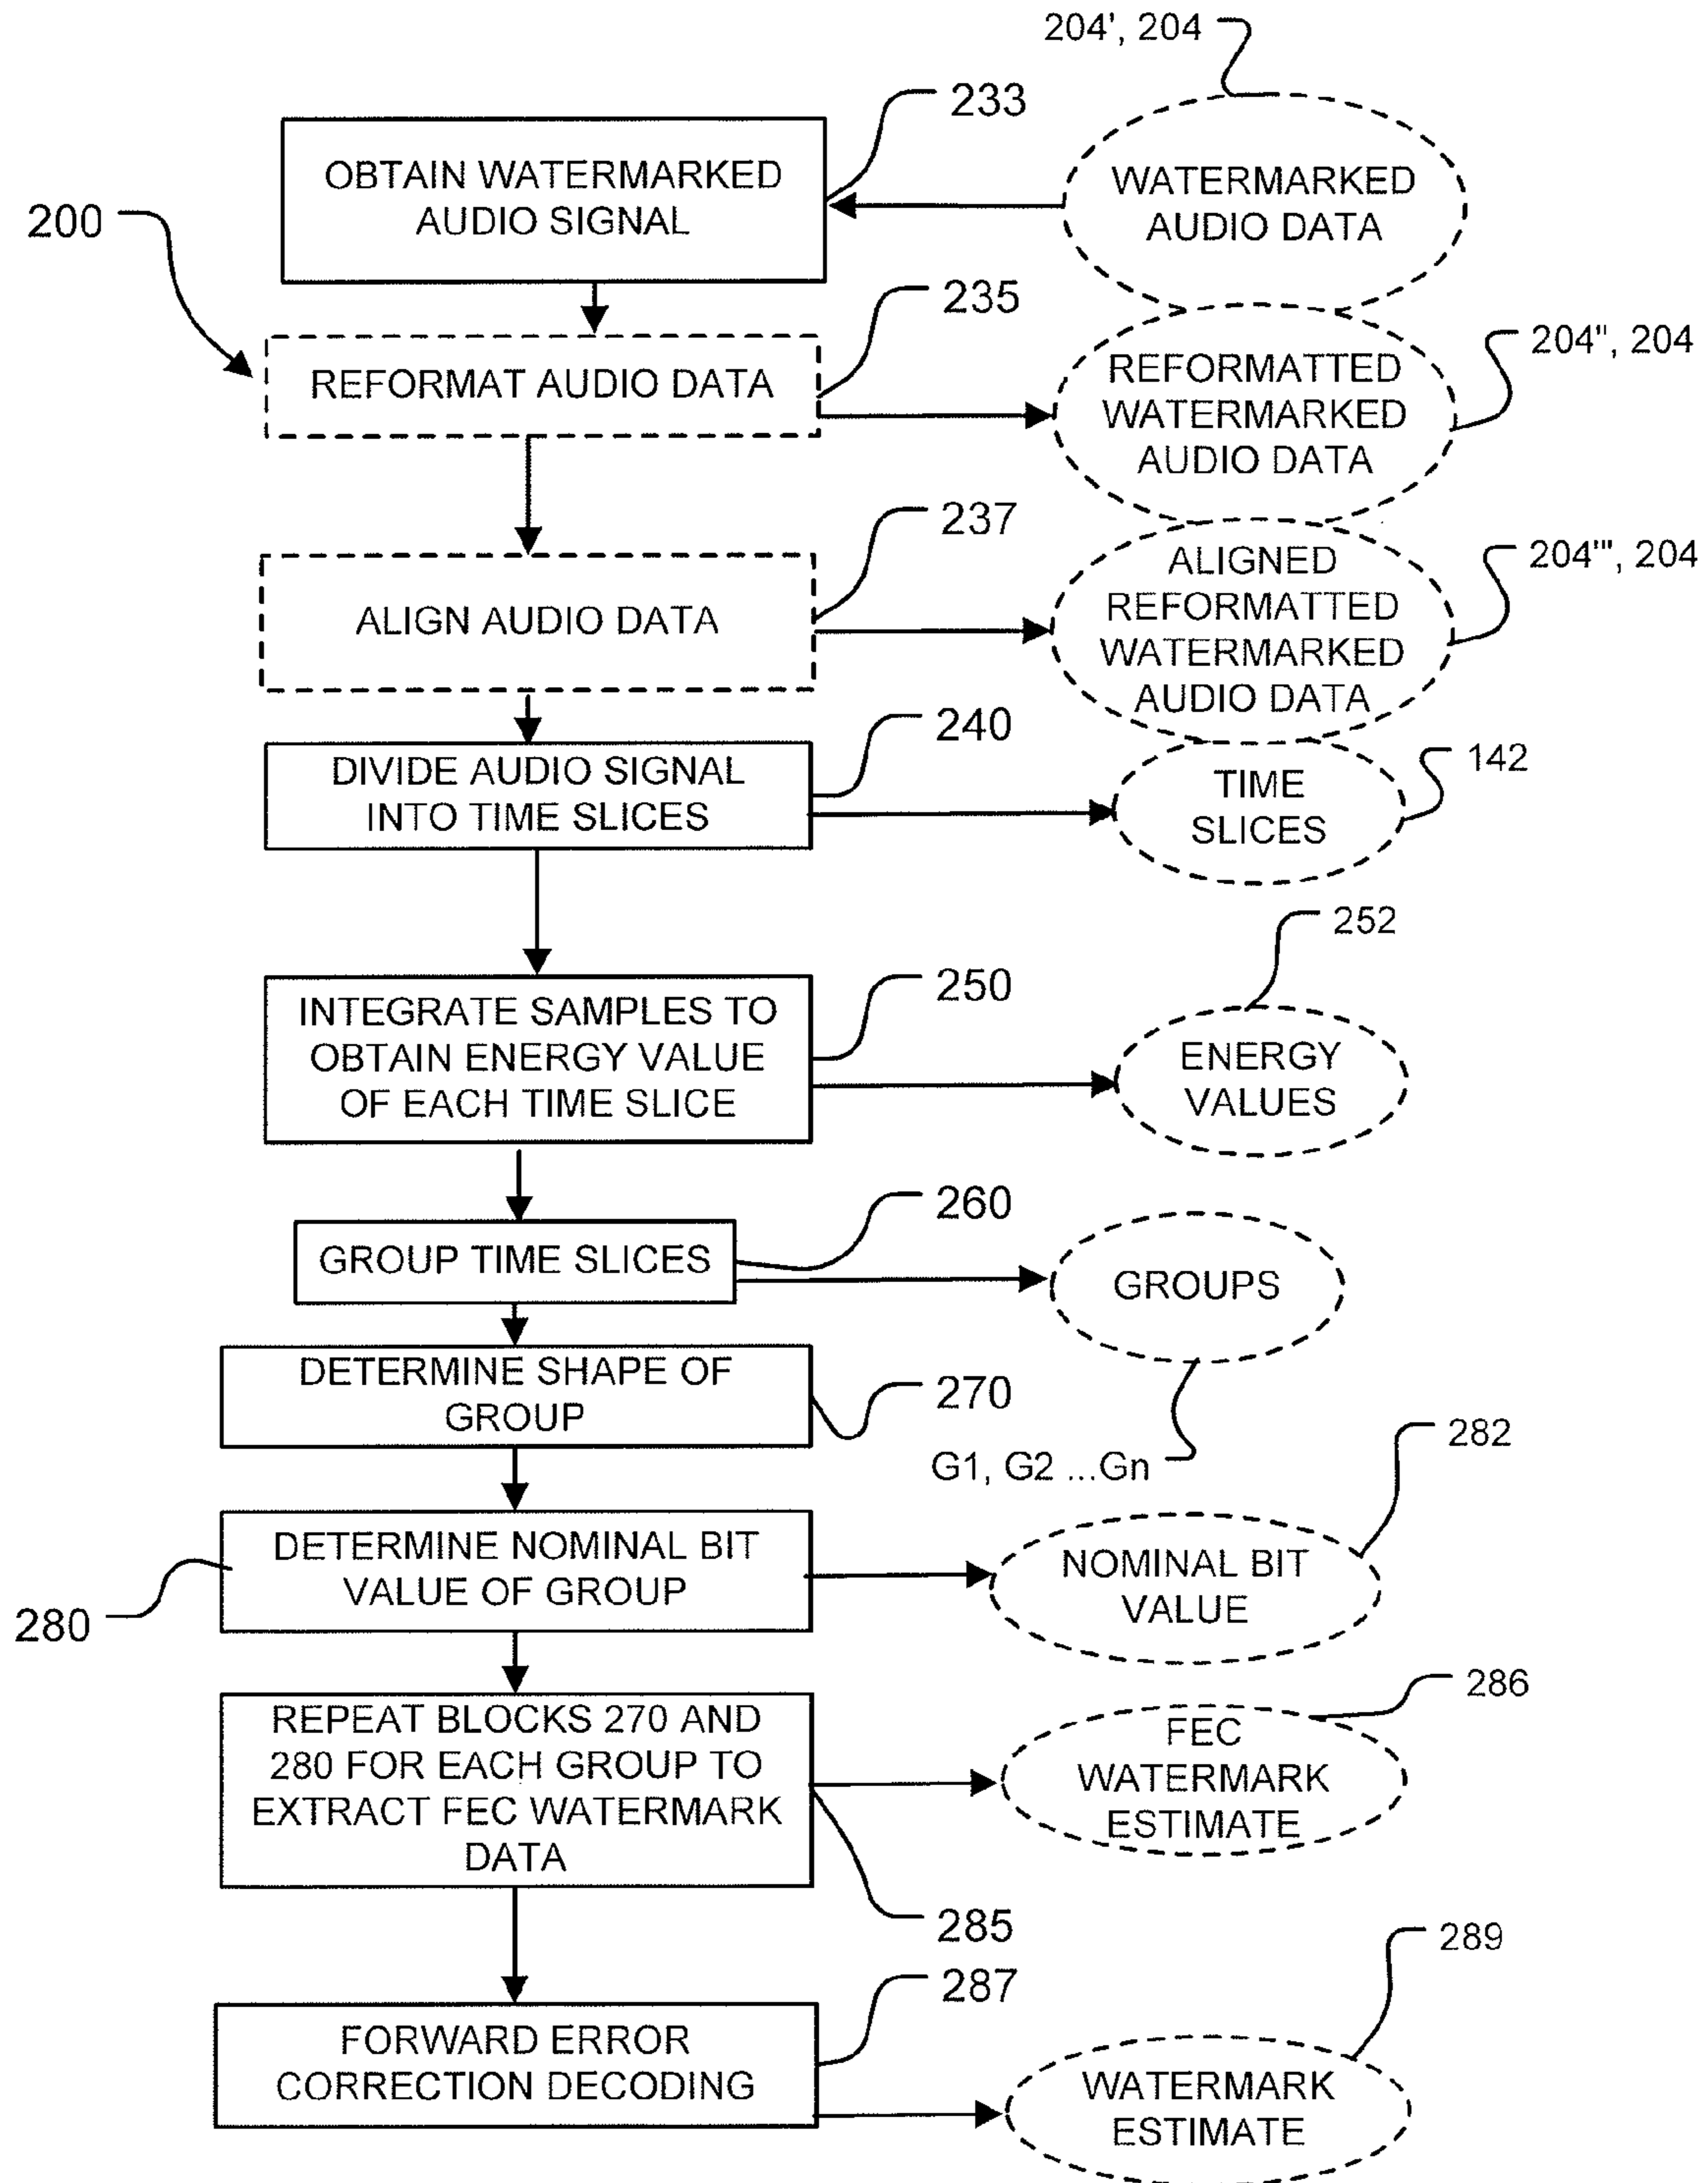 204', 204
233
OBTAIN WATERMARKED
AUDIO SIGNAL
WATERMARKED
AUDIO DATA
200
235
REFORMAT AUDIO DATA
REFORMATTED
WATERMARKED
AUDIO DATA
204", 204
237
ALIGN AUDIO DATA
ALIGNED
REFORMATTED
WATERMARKED
AUDIO DATA
204''', 204
240
DIVIDE AUDIO SIGNAL
INTO TIME SLICES
TIME
SLICES
142
252
250
INTEGRATE SAMPLES TO
OBTAIN ENERGY VALUE
OF EACH TIME SLICE
ENERGY
VALUES
260
GROUP TIME SLICES
GROUPS
DETERMINE SHAPE OF
GROUP
270
G1, G2 ...Gn
282
DETERMINE NOMINAL BIT
VALUE OF GROUP
280
NOMINAL BIT
VALUE
286
REPEAT BLOCKS 270 AND
280 FOR EACH GROUP TO
EXTRACT FEC WATERMARK
DATA
FEC
WATERMARK
ESTIMATE
285
289
287
FORWARD ERROR
CORRECTION DECODING
WATERMARK
ESTIMATE